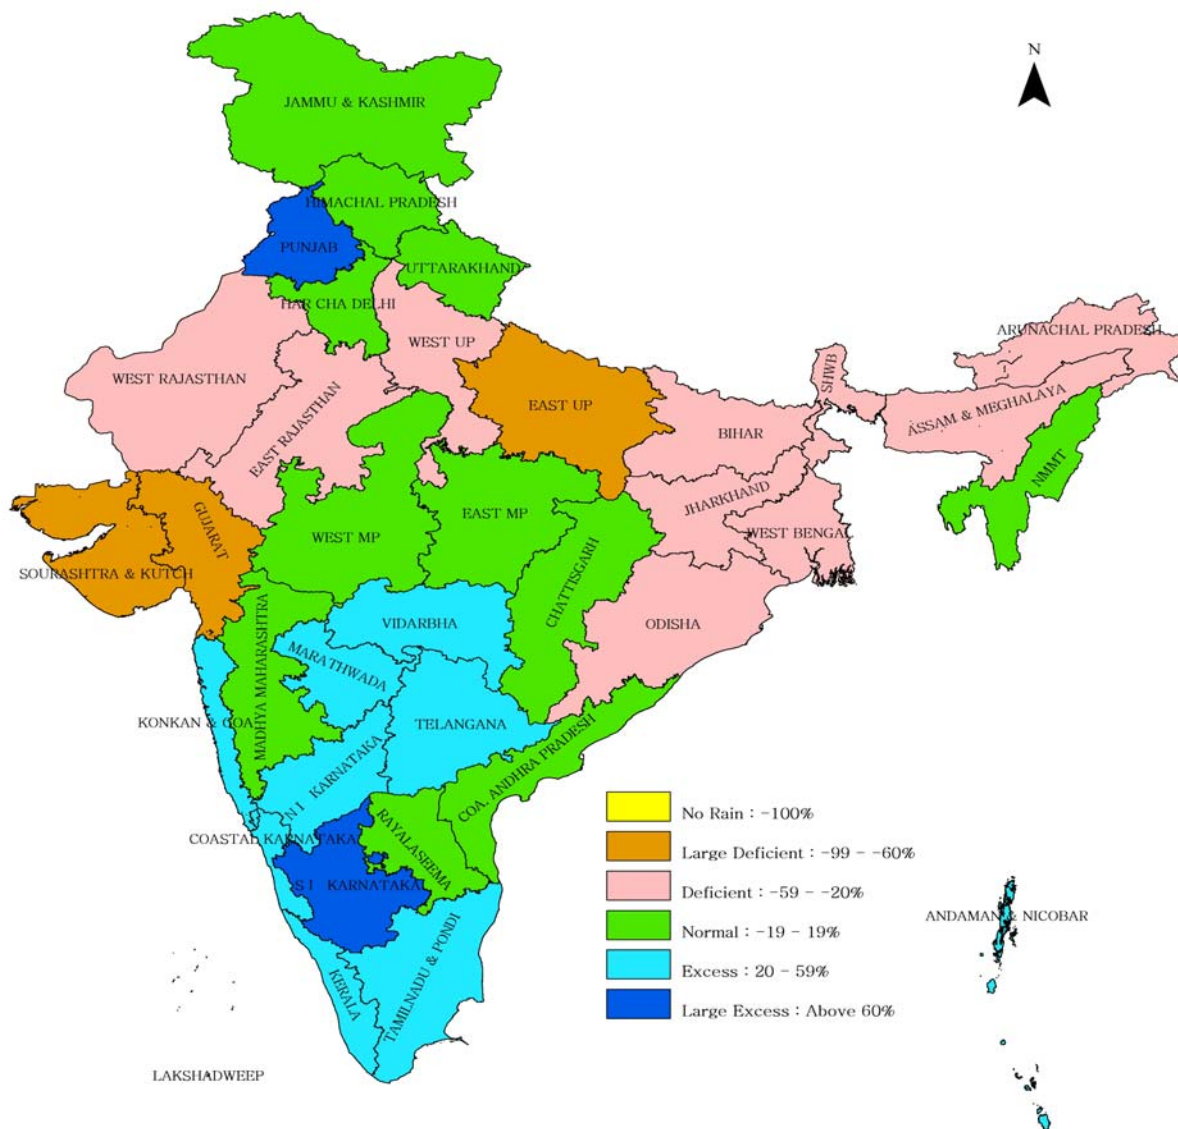 N
JAMMU & KASHMIR
HIMACHAL PRADESH
PUNJAB
UTTARAKHAND
HAR CHA DELHI
ARUNACHAL PRADESH
WEST UP
WEST RAJASTHAN
SHWB
EAST UP
ASSAM & MEGHALAYA
EAST RAJASTHAN
BIHAR
NMMT
JHARKHAND
GUJARAT
EAST MP
WEST MP
WEST BENGAL
SOURASHTRA & KUTCH
CHATTISGARH
VIDARBHA
ODISHA
MADHYA MAHARASHTRA
MARATHWADA
KONKAN & GOA
TELANGANA
N I KARNATAKA
COA. ANDHRA PRADESH
COASTAL KARNATAKA
RAYALASEEMA
S I KARNATAKA
TAMILNADU & PONDI
KERALA
LAKSHADWEEP
ANDAMAN & NICOBAR
No Rain : -100%
Large Deficient : -99 - -60%
Deficient : -59 - -20%
Normal : -19 - 19%
Excess : 20 - 59%
Large Excess : Above 60%